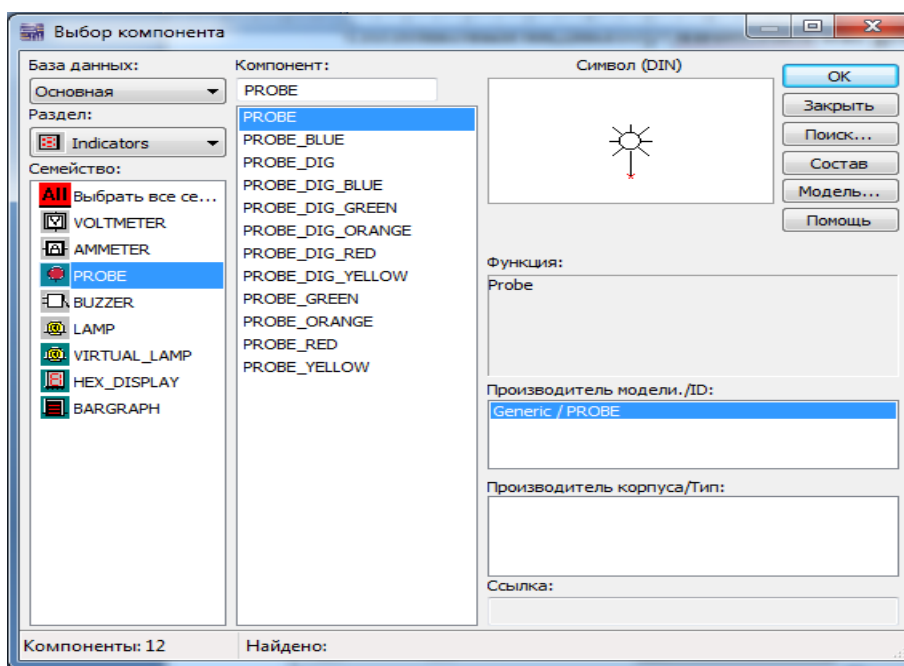 Выбор компонента
База данных:
Основная
Раздел:
Indicators
Семейство:
All Выбрать все се...
VOLTMETER
AMMETER
PROBE
BUZZER
LAMP
VIRTUAL_LAMP
HEX_DISPLAY
BARGRAPH
Компонент:
PROBE
PROBE
PROBE_BLUE
PROBE_DIG
PROBE_DIG_BLUE
PROBE_DIG_GREEN
PROBE_DIG_ORANGE
PROBE_DIG_RED
PROBE_DIG_YELLOW
PROBE_GREEN
PROBE_ORANGE
PROBE_RED
PROBE_YELLOW
Символ (DIN)
OK
Закрыть
Поиск...
Состав
Модель...
Помощь
Функция:
Probe
Производитель модели./ID:
Generic / PROBE
Производитель корпуса/Тип:
Ссылка:
Компоненты: 12
Найдено: